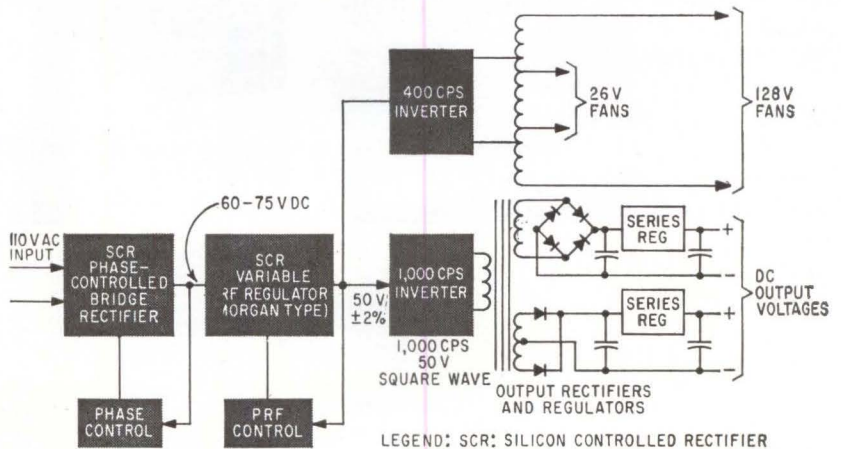 400 CPS
INVERTER
26 V
FANS
128 V
FANS
60-75 V DC
110 V AC
INPUT
SCR
PHASE-
CONTROLLED
BRIDGE
RECTIFIER
SCR
VARIABLE
RF REGULATOR
MORGAN TYPE)
50 V
±2%
1,000 CPS
INVERTER
1,000 CPS
50 V
SQUARE WAVE
SERIES
REG
+
-
SERIES
REG
+
-
DC
OUTPUT
VOLTAGES
OUTPUT RECTIFIERS
AND REGULATORS
PHASE
CONTROL
PRF
CONTROL
LEGEND: SCR: SILICON CONTROLLED RECTIFIER